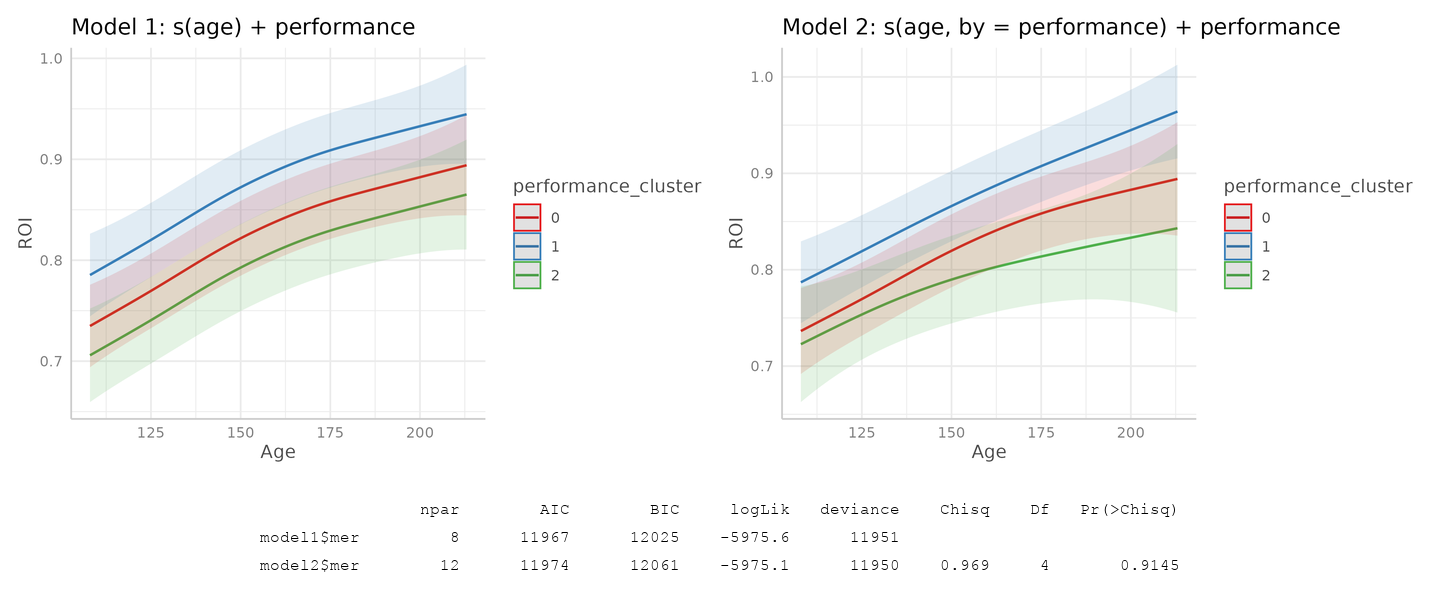 Model 1: s(age) + performance
1.0
0.9
0.8
0.7
ROI
125 150 175 200
Age
performance_cluster
0
1
2
Model 2: s(age, by = performance) + performance
1.0
0.9
0.8
0.7
ROI
125 150 175 200
Age
performance_cluster
0
1
2
npar AIC BIC logLik deviance Chisq Df Pr(>Chisq)
model1$mer 8 11967 12025 -5975.6 11951
model2$mer 12 11974 12061 -5975.1 11950 0.969 4 0.9145